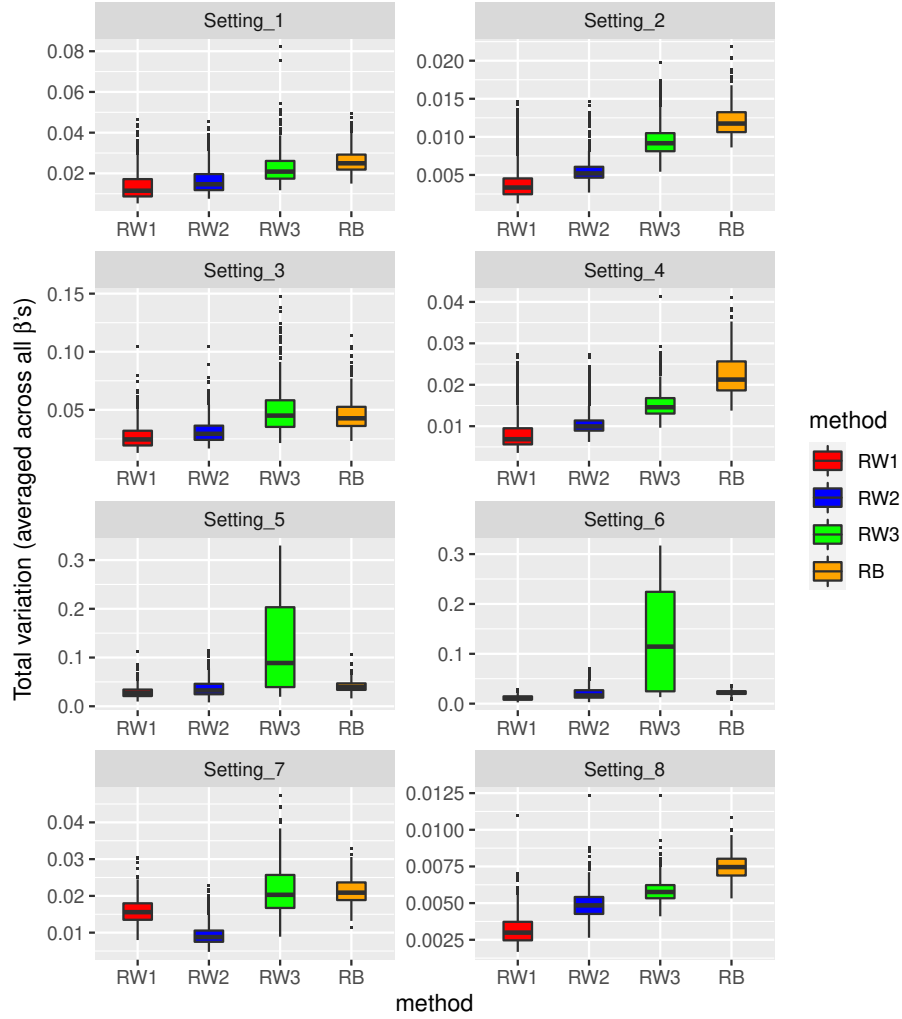 Setting_1
Setting_2
0.08
0.06
0.04
0.02
0.020
0.015
0.010
0.005
RW1 RW2 RW3 RB
RW1 RW2 RW3 RB
Setting_3
Setting_4
0.15
0.10
0.05
0.04
0.03
0.02
0.01
RW1 RW2 RW3 RB
RW1 RW2 RW3 RB
Total variation (averaged across all β's)
Setting_5
Setting_6
0.3
0.2
0.1
0.0
0.3
0.2
0.1
0.0
RW1 RW2 RW3 RB
RW1 RW2 RW3 RB
Setting_7
Setting_8
0.04
0.03
0.02
0.01
0.0125
0.0100
0.0075
0.0050
0.0025
RW1 RW2 RW3 RB
RW1 RW2 RW3 RB
method
method
RW1
RW2
RW3
RB